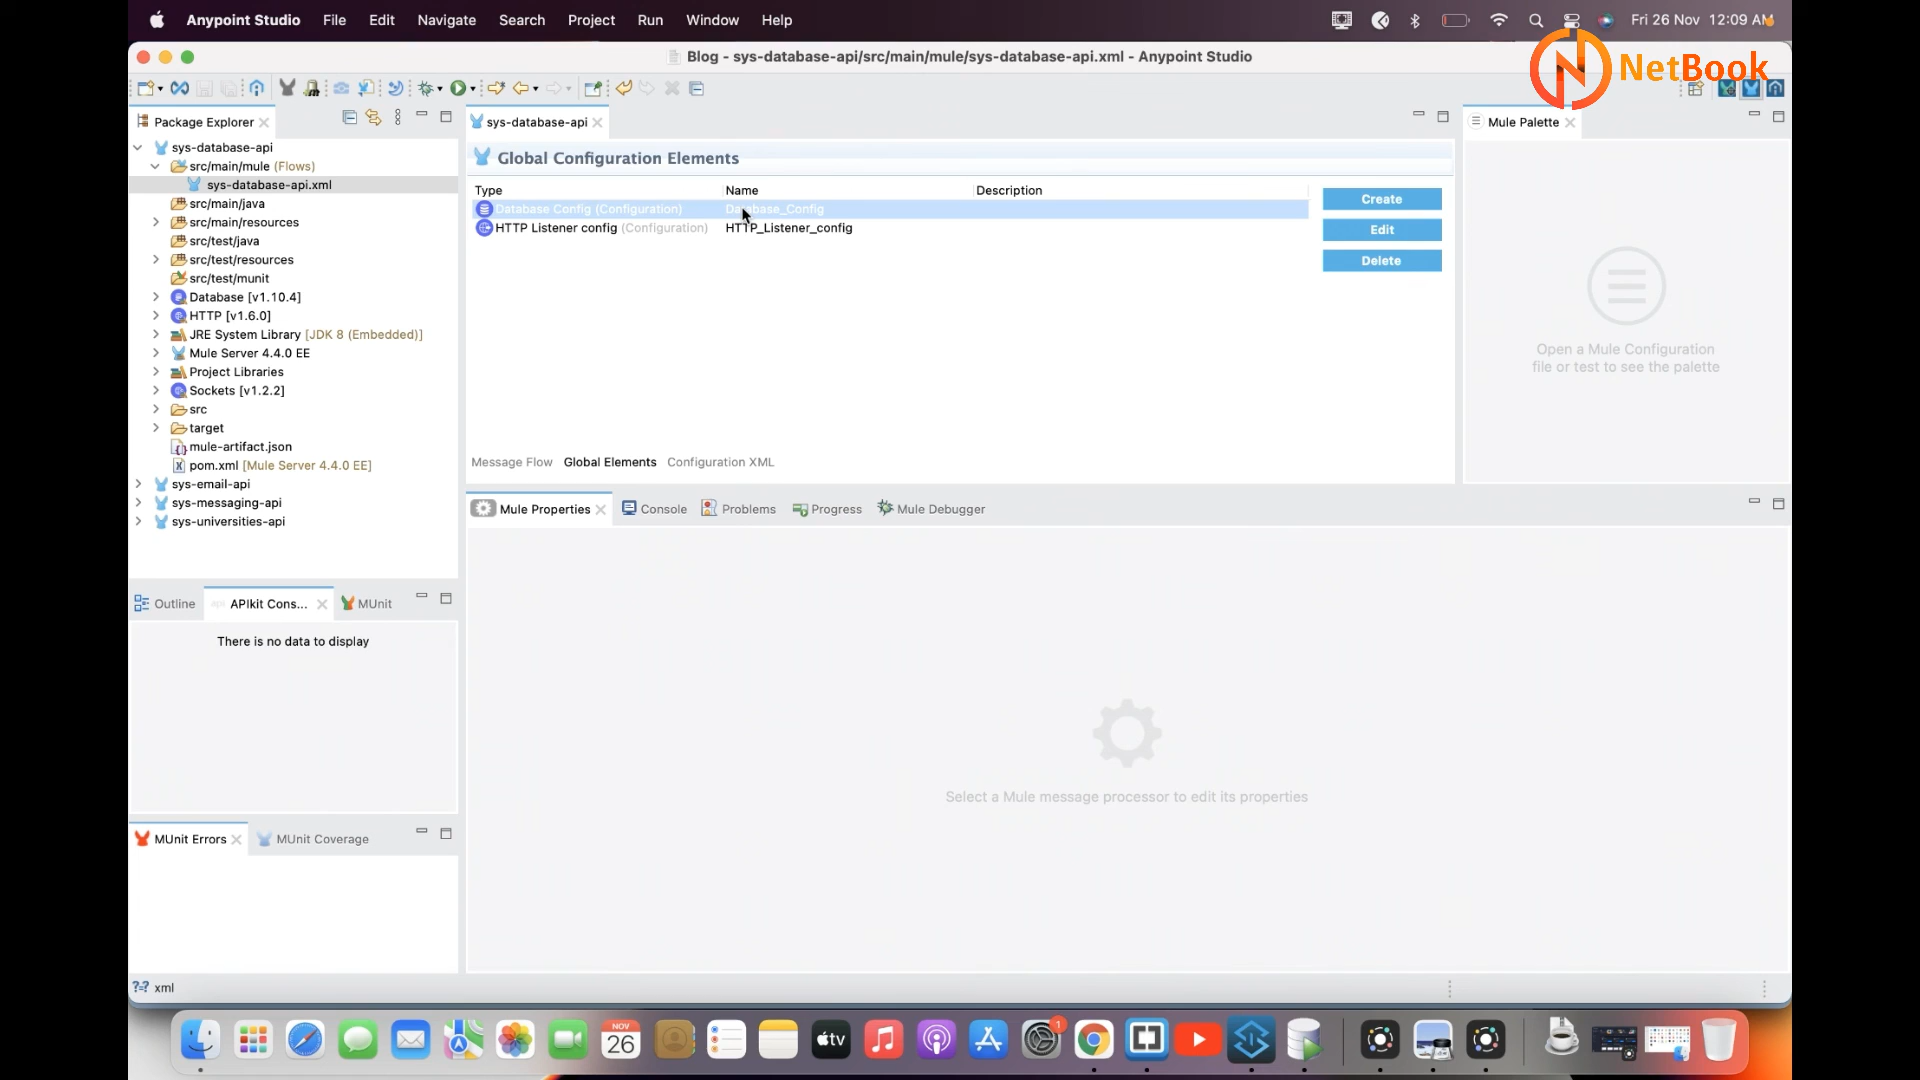 Anypoint Studio File Edit Navigate Search Project Run Window Help Fri 26 Nov 12:09 AM
Blog - sys-database-api/src/main/mule/sys-database-api.xml - Anypoint Studio
NetBook
Package Explorer
sys-database-api
src/main/mule (Flows)
sys-database-api.xml
src/main/java
src/main/resources
src/test/java
src/test/resources
src/test/munit
Database [v1.10.4]
HTTP [v1.6.0]
JRE System Library [JDK 8 (Embedded)]
Mule Server 4.4.0 EE
Project Libraries
Sockets [v1.2.2]
src
target
mule-artifact.json
pom.xml [Mule Server 4.4.0 EE]
sys-email-api
sys-messaging-api
sys-universities-api
sys-database-api
Global Configuration Elements
Type Name Description
Database Config (Configuration) Database_Config
HTTP Listener config (Configuration) HTTP_Listener_config
Create
Edit
Delete
Message Flow Global Elements Configuration XML
Mule Palette
Open a Mule Configuration
file or test to see the palette
Mule Properties Console Problems Progress Mule Debugger
Select a Mule message processor to edit its properties
Outline api APIkit Cons... MUnit
There is no data to display
MUnit Errors MUnit Coverage
xml
NOV
26
tv
1